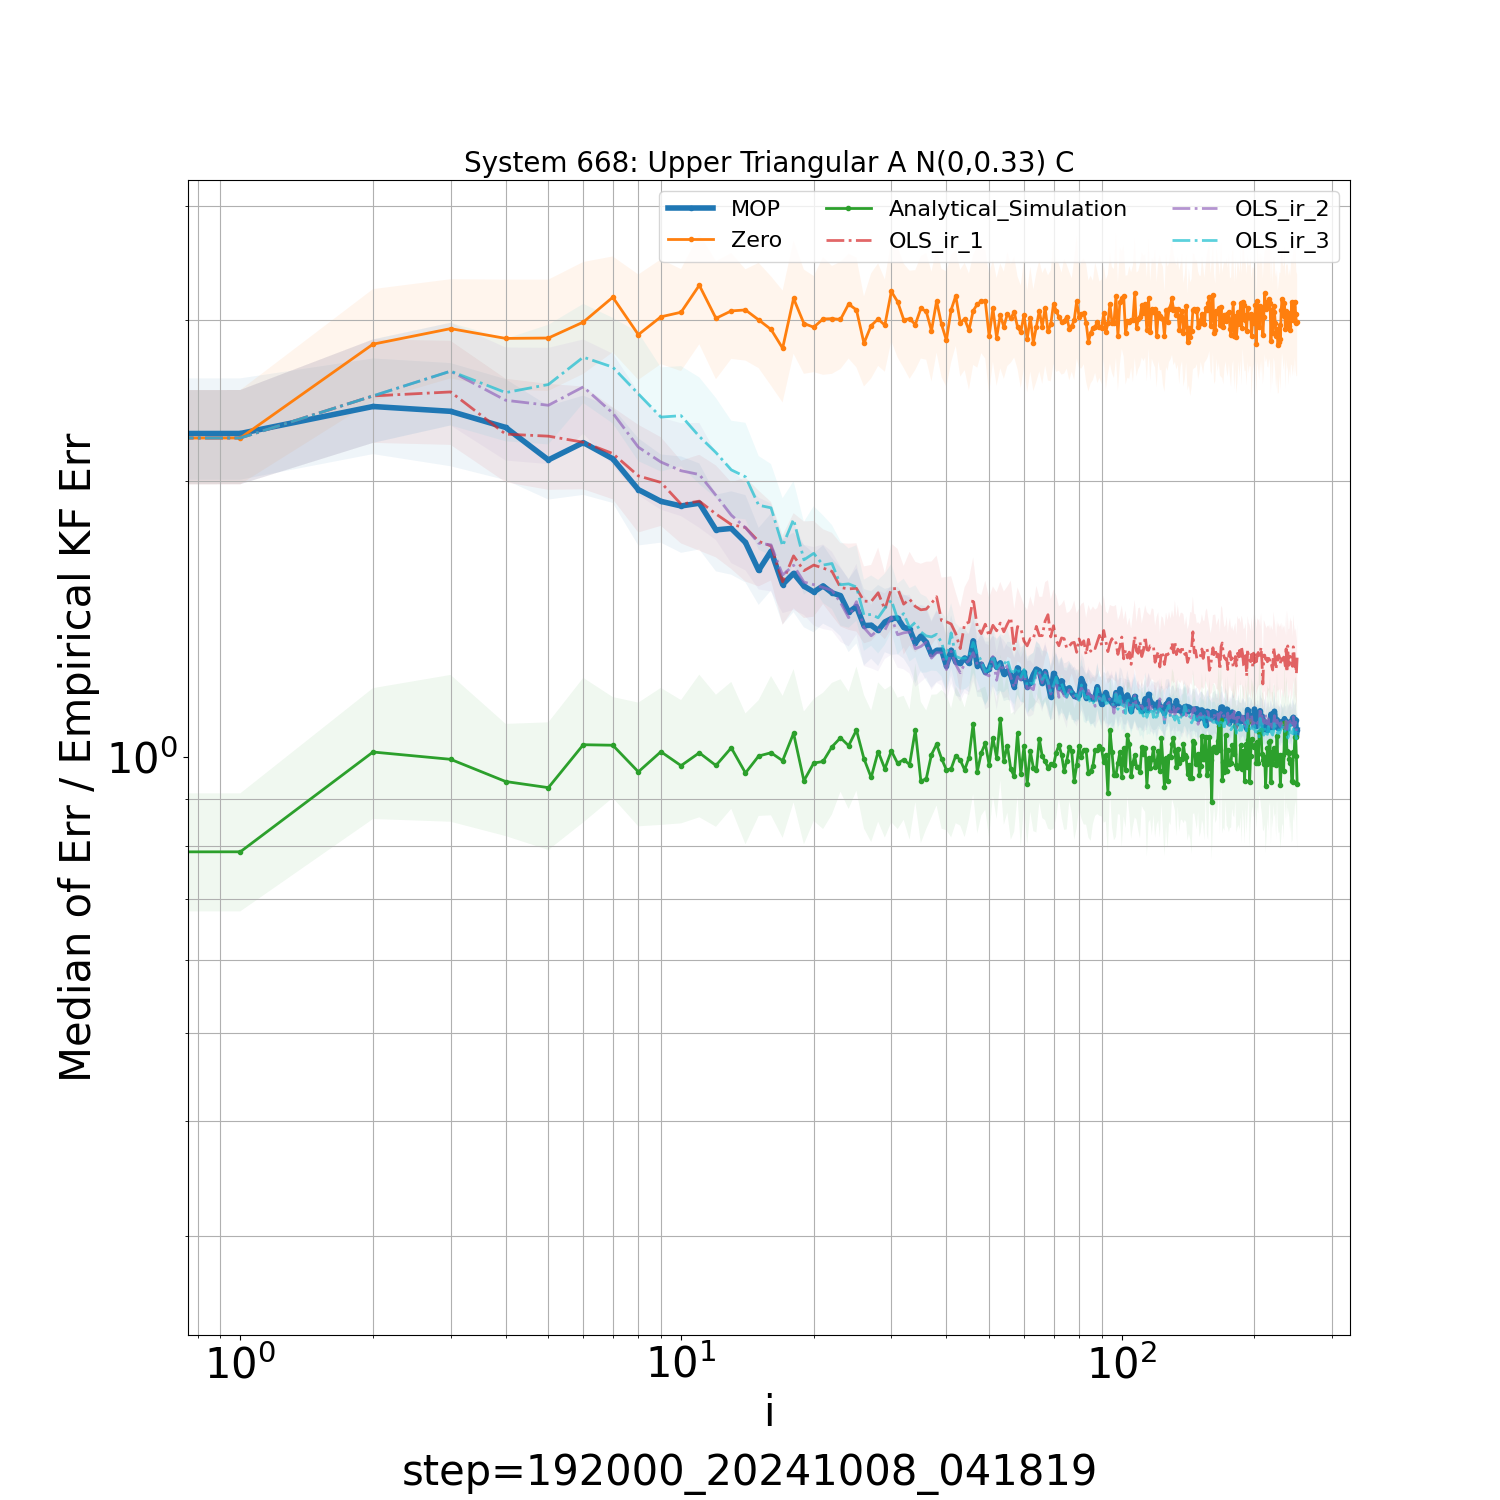 System 668: Upper Triangular A N(0,0.33) C
MOP
Zero
Analytical_Simulation
OLS_ir_1
OLS_ir_2
OLS_ir_3
Median of Err / Empirical KF Err
10⁰
10⁰ 10¹ 10²
i
step=192000_20241008_041819